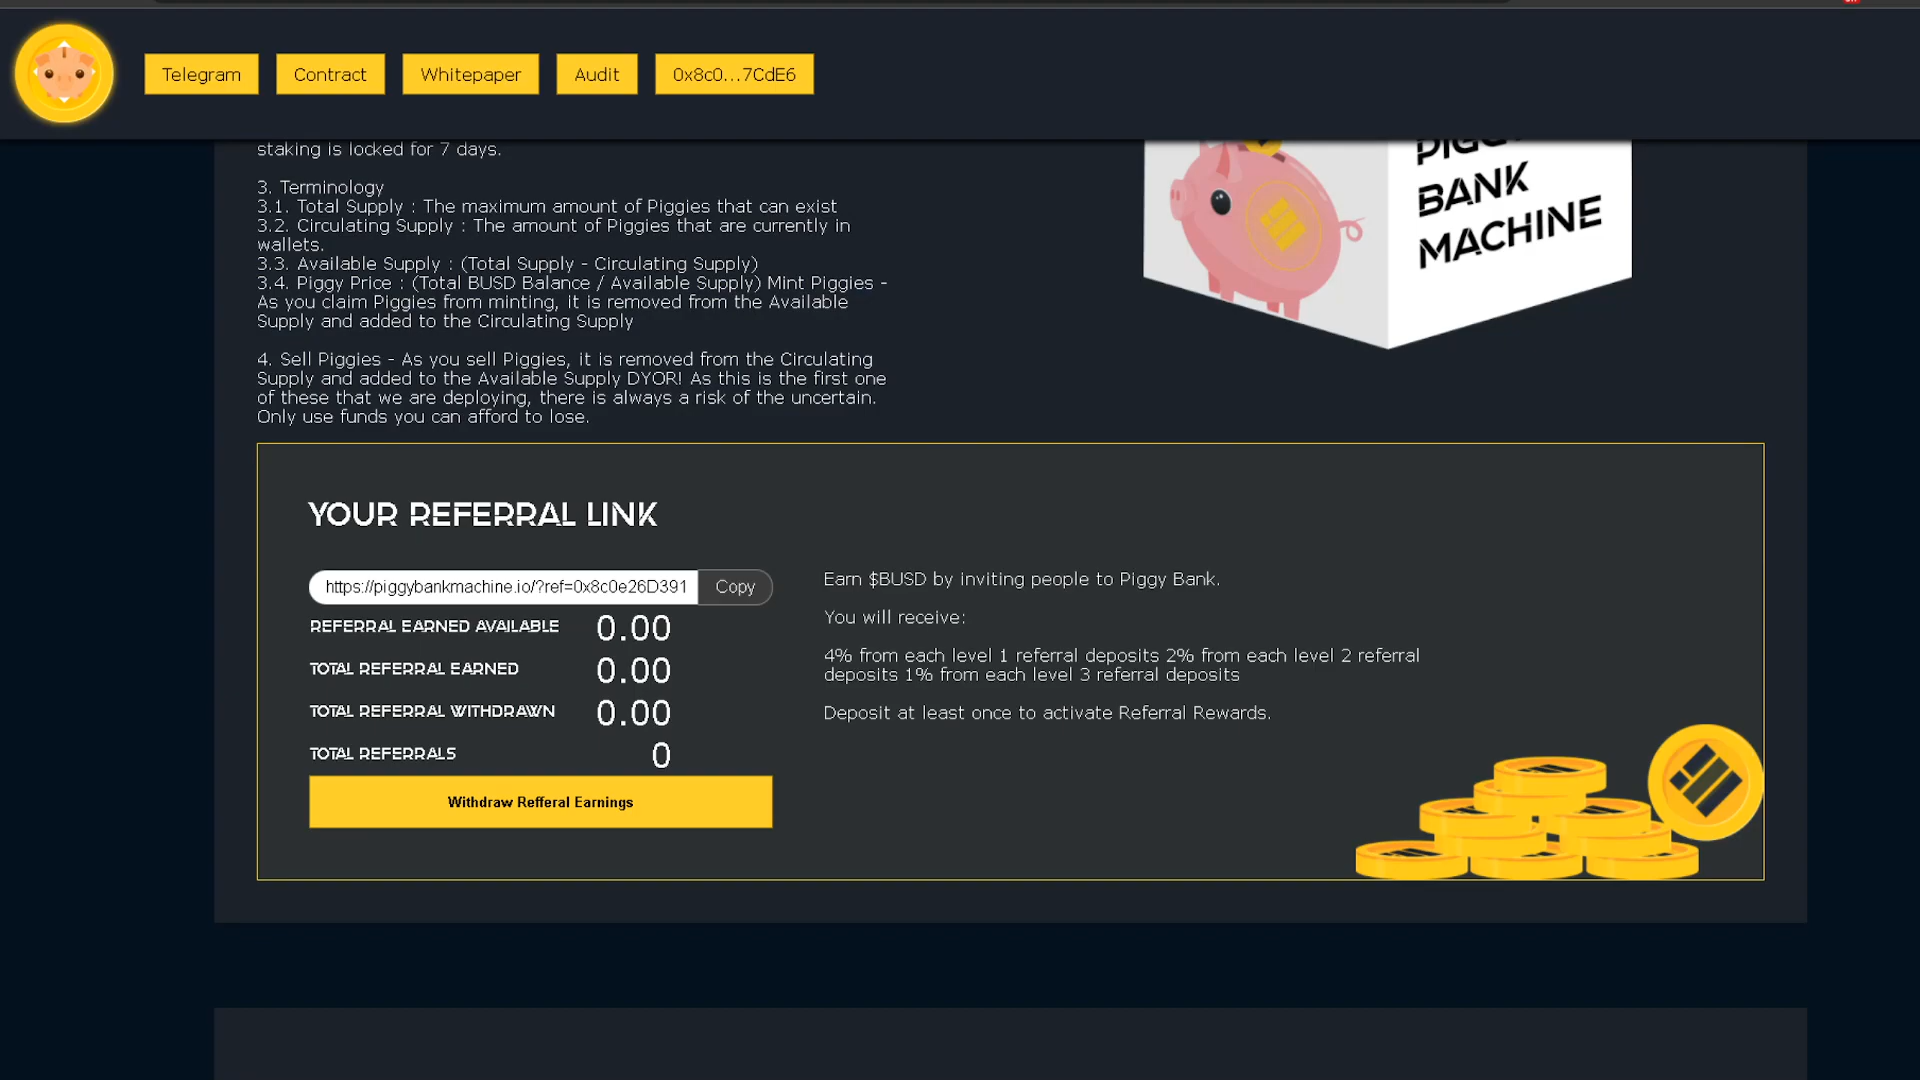 Telegram
Contract
Whitepaper
Audit
0x8c0...7CdE6
staking is locked for 7 days.
3. Terminology
3.1. Total Supply : The maximum amount of Piggies that can exist
3.2. Circulating Supply : The amount of Piggies that are currently in
wallets.
3.3. Available Supply : (Total Supply - Circulating Supply)
3.4. Piggy Price : (Total BUSD Balance / Available Supply) Mint Piggies -
As you claim Piggies from minting, it is removed from the Available
Supply and added to the Circulating Supply
4. Sell Piggies - As you sell Piggies, it is removed from the Circulating
Supply and added to the Available Supply DYOR! As this is the first one
of these that we are deploying, there is always a risk of the uncertain.
Only use funds you can afford to lose.
PIGGY
BANK
MACHINE
YOUR REFERRAL LINK
https://piggybankmachine.io/?ref=0x8c0e26D391
Copy
REFERRAL EARNED AVAILABLE 0.00
TOTAL REFERRAL EARNED 0.00
TOTAL REFERRAL WITHDRAWN 0.00
TOTAL REFERRALS 0
Withdraw Refferal Earnings
Earn $BUSD by inviting people to Piggy Bank.
You will receive:
4% from each level 1 referral deposits 2% from each level 2 referral
deposits 1% from each level 3 referral deposits
Deposit at least once to activate Referral Rewards.